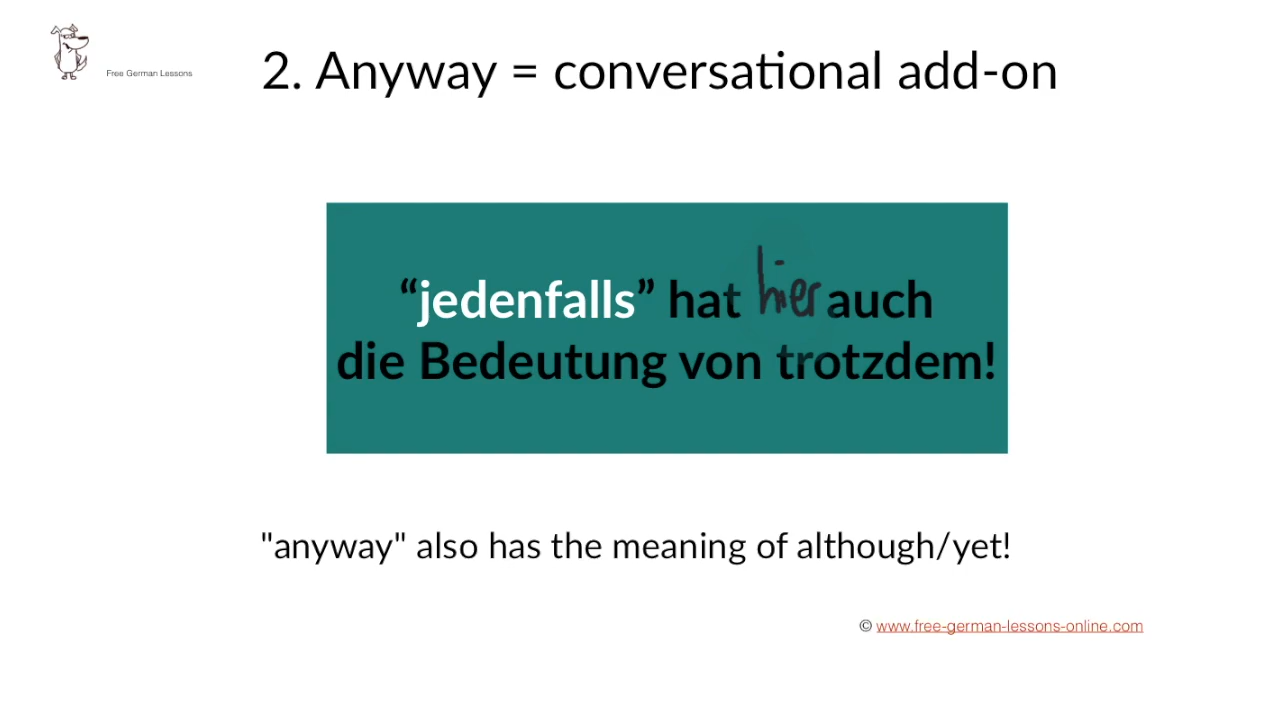 Free German Lessons
2. Anyway = conversational add-on
“jedenfalls” hat hier auch
die Bedeutung von trotzdem!
"anyway" also has the meaning of although/yet!
© www.free-german-lessons-online.com